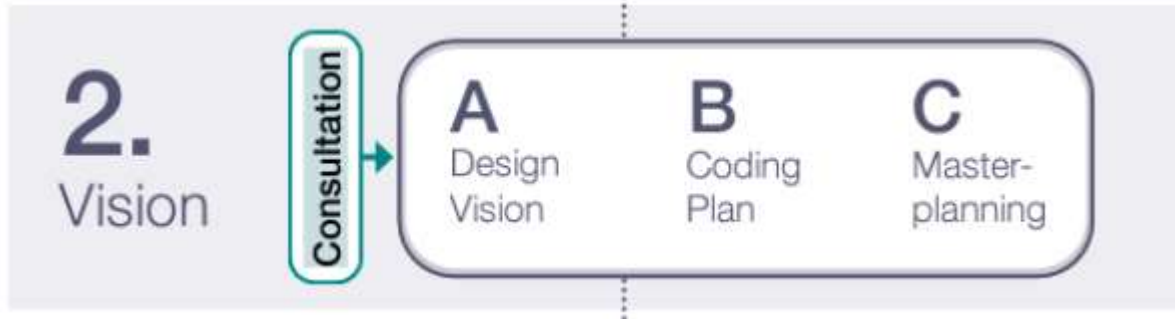 2.
Vision
Consultation
A
Design
Vision
B
Coding
Plan
C
Master-
planning